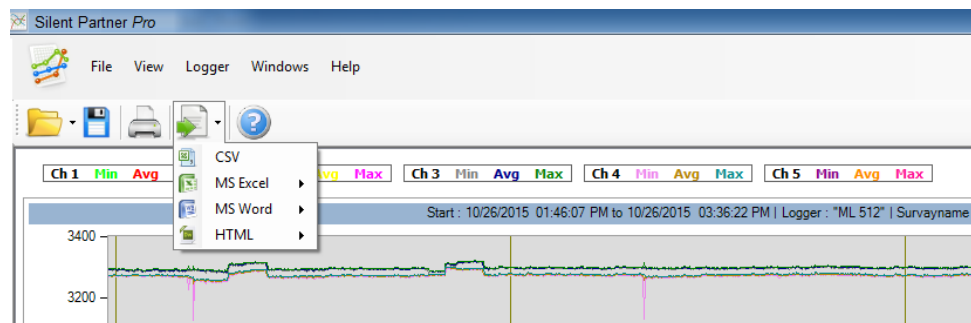 Silent Partner Pro
File View Logger Windows Help
CSV
MS Excel
MS Word
HTML
Ch 1 Min Avg Avg Max Ch 3 Min Avg Max Ch 4 Min Avg Max Ch 5 Min Avg Max
Start : 10/26/2015 01:46:07 PM to 10/26/2015 03:36:22 PM | Logger : "ML 512" | Survayname
3400
3200